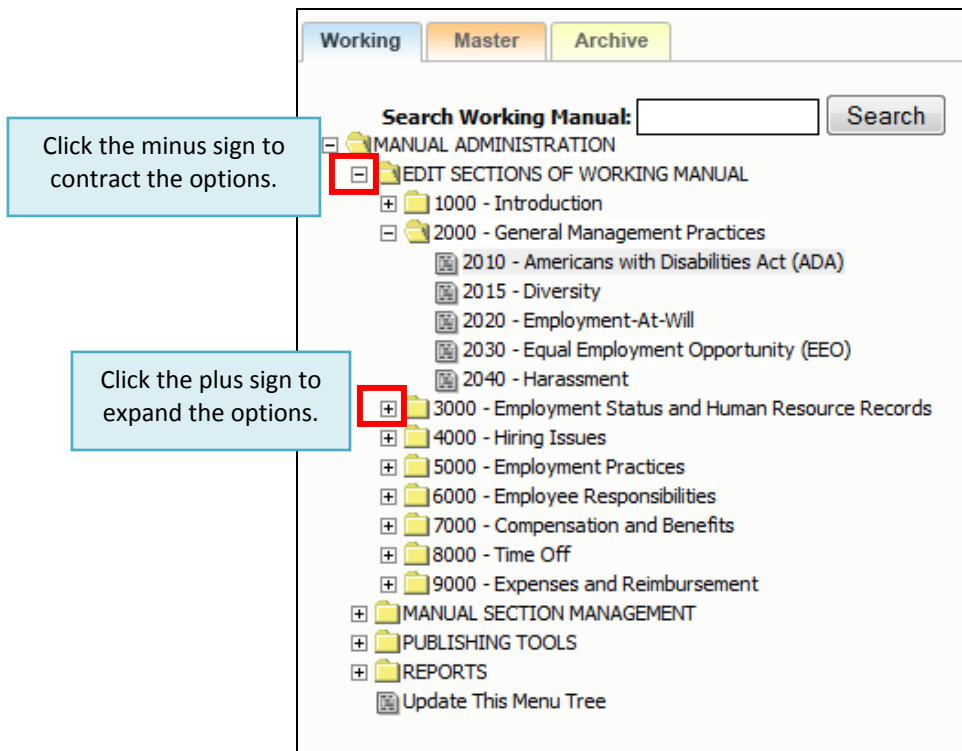 Working Master Archive
Search Working Manual: Search
Click the minus sign to
contract the options.
MANUAL ADMINISTRATION
EDIT SECTIONS OF WORKING MANUAL
1000 - Introduction
2000 - General Management Practices
2010 - Americans with Disabilities Act (ADA)
2015 - Diversity
2020 - Employment-At-Will
2030 - Equal Employment Opportunity (EEO)
2040 - Harassment
Click the plus sign to
expand the options.
3000 - Employment Status and Human Resource Records
4000 - Hiring Issues
5000 - Employment Practices
6000 - Employee Responsibilities
7000 - Compensation and Benefits
8000 - Time Off
9000 - Expenses and Reimbursement
MANUAL SECTION MANAGEMENT
PUBLISHING TOOLS
REPORTS
Update This Menu Tree